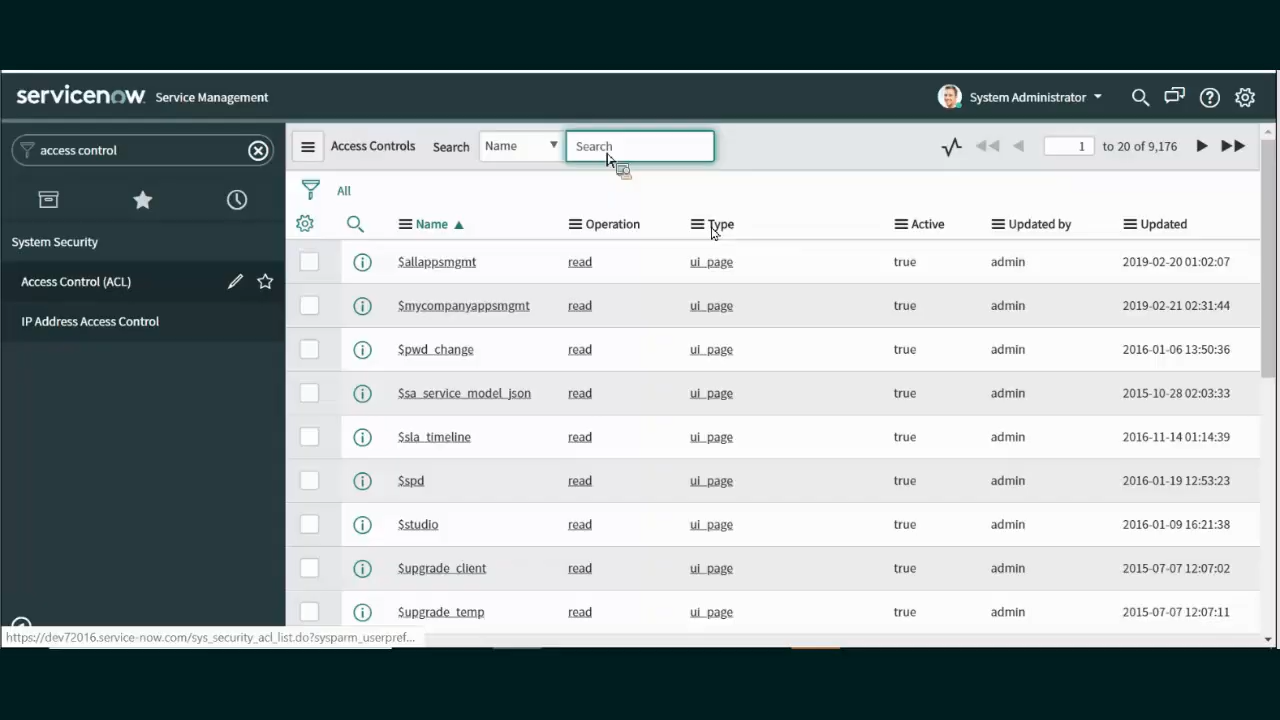 servicenow Service Management
System Administrator
access control
Access Controls Search Name Search 1 to 20 of 9,176
All
System Security
Access Control (ACL)
IP Address Access Control
Name Operation Type Active Updated by Updated
$allappsmgmt read ui_page true admin 2019-02-20 01:02:07
$mycompanyappsmgmt read ui_page true admin 2019-02-21 02:31:44
$pwd_change read ui_page true admin 2016-01-06 13:50:36
$sa_service_model_json read ui_page true admin 2015-10-28 02:03:33
$sla_timeline read ui_page true admin 2016-11-14 01:14:39
$spd read ui_page true admin 2016-01-19 12:53:23
$studio read ui_page true admin 2016-01-09 16:21:38
$upgrade_client read ui_page true admin 2015-07-07 12:07:02
$upgrade_temp read ui_page true admin 2015-07-07 12:07:11
https://dev72016.service-now.com/sys_security_acl_list.do?sysparm_userpref...